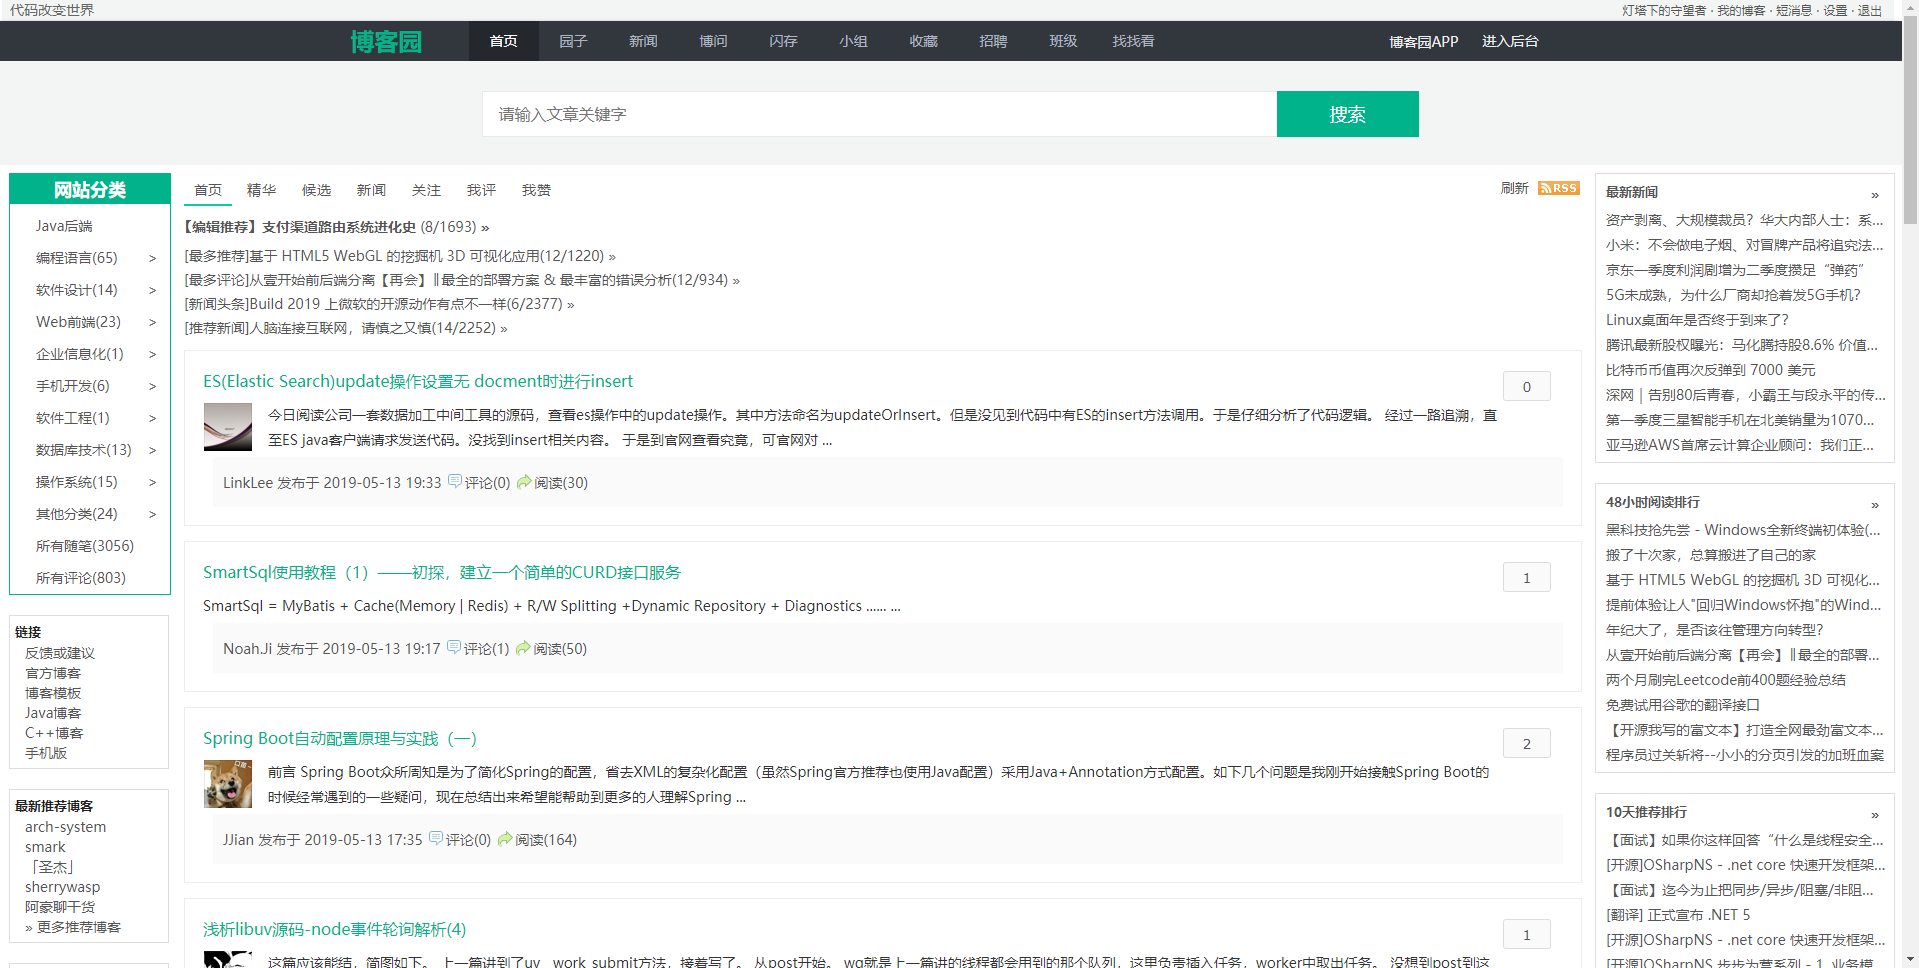 代码改变世界
灯塔下的守望者 · 我的博客 · 短消息 · 设置 · 退出
博客园 首页 园子 新闻 博问 闪存 小组 收藏 招聘 班级 找找看 博客园APP 进入后台
请输入文章关键字 搜索
网站分类
Java后端
编程语言(65) >
软件设计(14) >
Web前端(23) >
企业信息化(1) >
手机开发(6) >
软件工程(1) >
数据库技术(13) >
操作系统(15) >
其他分类(24) >
所有随笔(3056)
所有评论(803)
链接
反馈或建议
官方博客
博客模板
Java博客
C++博客
手机版
最新推荐博客
arch-system
smark
「圣杰」
sherrywasp
阿豪聊干货
» 更多推荐博客
首页 精华 候选 新闻 关注 我评 我赞
刷新 RSS
【编辑推荐】支付渠道路由系统进化史 (8/1693) »
[最多推荐]基于 HTML5 WebGL 的挖掘机 3D 可视化应用(12/1220) »
[最多评论]从壹开始前后端分离【再会】‖最全的部署方案 & 最丰富的错误分析(12/934) »
[新闻头条]Build 2019 上微软的开源动作有点不一样(6/2377) »
[推荐新闻]人脑连接互联网，请慎之又慎(14/2252) »
ES(Elastic Search)update操作设置无 docment时进行insert
0
今日阅读公司一套数据加工中间工具的源码，查看es操作中的update操作。其中方法命名为updateOrInsert。但是没见到代码中有ES的insert方法调用。于是仔细分析了代码逻辑。 经过一路追溯，直
至ES java客户端请求发送代码。没找到insert相关内容。 于是到官网查看究竟，可官网对 ...
LinkLee 发布于 2019-05-13 19:33 评论(0) 阅读(30)
SmartSql使用教程（1）——初探，建立一个简单的CURD接口服务
1
SmartSql = MyBatis + Cache(Memory | Redis) + R/W Splitting +Dynamic Repository + Diagnostics ...... ...
NoahJi 发布于 2019-05-13 19:17 评论(1) 阅读(50)
Spring Boot自动配置原理与实践（一）
2
前言 Spring Boot众所周知是为了简化Spring的配置，省去XML的复杂化配置（虽然Spring官方推荐也使用Java配置）采用Java+Annotation方式配置。如下几个问题是我刚开始接触Spring Boot的
时候经常遇到的一些疑问，现在总结出来希望能帮助到更多的人理解Spring ...
JJian 发布于 2019-05-13 17:35 评论(0) 阅读(164)
浅析libuv源码-node事件轮询解析(4)
1
这篇应该能结，简图如下。 上一篇讲到了uv__work_submit方法，接着写了。 从post开始。 wq就是上一篇讲的线程都会用到的那个队列，这里负责插入任务，worker中取出任务。 没想到post到这
最新新闻 »
资产剥离、大规模裁员？华大内部人士：系...
小米：不会做电子烟、对冒牌产品将追究法...
京东一季度利润剧增为二季度攒足“弹药”
5G未成熟，为什么厂商却抢着发5G手机？
Linux桌面年是否终于到来了？
腾讯最新股权曝光：马化腾持股8.6% 价值...
比特币币值再次反弹到 7000 美元
深网 | 告别80后青春，小霸王与段永平的传...
第一季度三星智能手机在北美销量为1070...
亚马逊AWS首席云计算企业顾问：我们正...
48小时阅读排行 »
黑科技抢先尝 - Windows全新终端初体验(...
搬了十次家，总算搬进了自己的家
基于 HTML5 WebGL 的挖掘机 3D 可视化...
提前体验让人"回归Windows怀抱"的Wind...
年纪大了，是否该往管理方向转型？
从壹开始前后端分离【再会】‖最全的部署...
两个月刷完Leetcode前400题经验总结
免费试用谷歌的翻译接口
【开源我写的富文本】打造全网最劲富文本...
程序员过关斩将--小小的分页引发的加班血案
10天推荐排行 »
【面试】如果你这样回答“什么是线程安全...
[开源]OSharpNS - .net core 快速开发框架...
【面试】迄今为止把同步/异步/阻塞/非阻...
[翻译] 正式宣布 .NET 5
[开源]OSharpNS - .net core 快速开发框架...
[开源]OSharpNS 步步为营系列 - 1. 业务模...